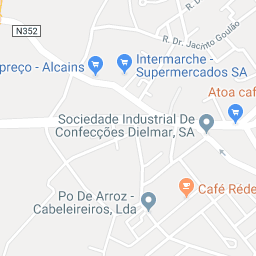 N352
R. Dr. Jacinto Goulão
Intermarche -
Supermercados SA
preço - Alcains
Atoa caf
Sociedade Industrial De
Confecções Dielmar, SA
Café Réde
Po De Arroz -
Cabeleireiros, Lda